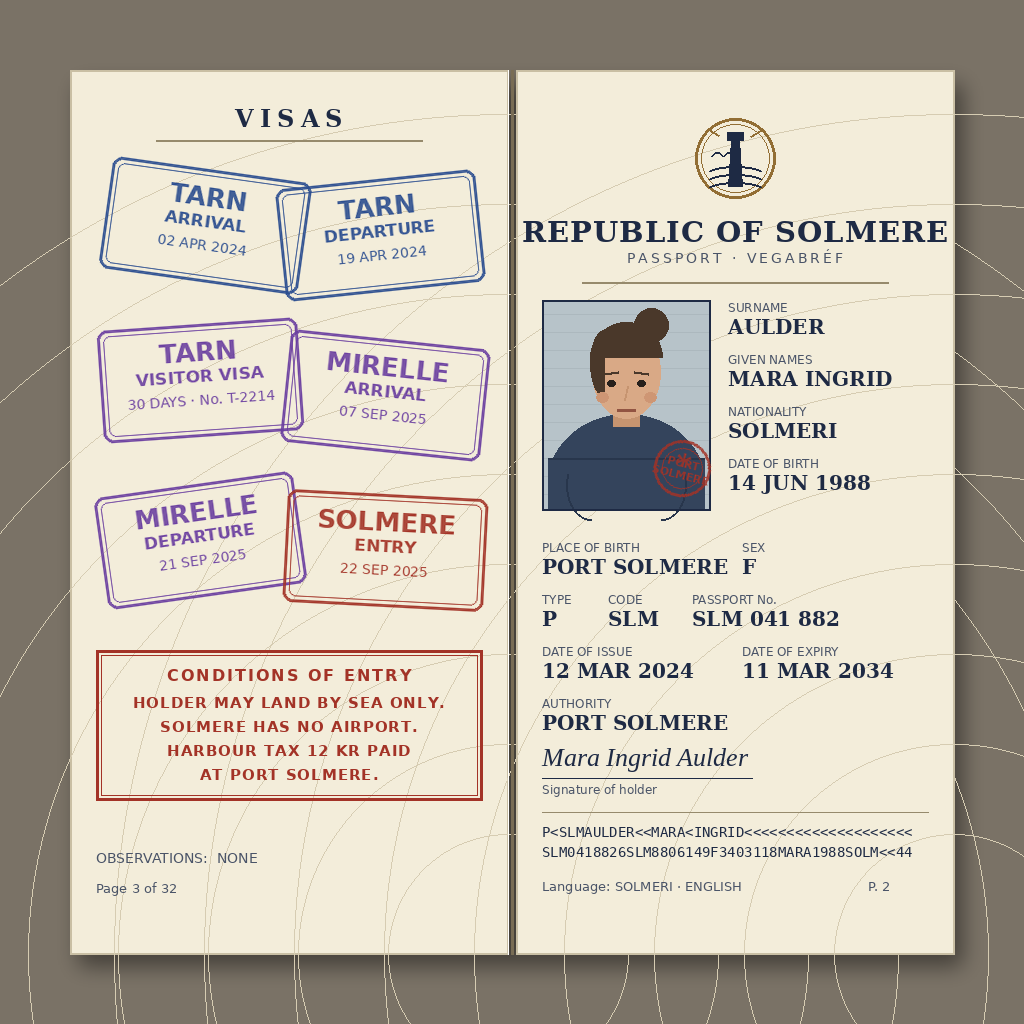 VISAS
TARN
ARRIVAL
02 APR 2024
TARN
DEPARTURE
19 APR 2024
TARN
VISITOR VISA
30 DAYS · No. T-2214
MIRELLE
ARRIVAL
07 SEP 2025
MIRELLE
DEPARTURE
21 SEP 2025
SOLMERE
ENTRY
22 SEP 2025
CONDITIONS OF ENTRY
HOLDER MAY LAND BY SEA ONLY.
SOLMERE HAS NO AIRPORT.
HARBOUR TAX 12 KR PAID
AT PORT SOLMERE.
OBSERVATIONS: NONE
Page 3 of 32
REPUBLIC OF SOLMERE
PASSPORT · VEGABRÉF
SURNAME
AULDER
GIVEN NAMES
MARA INGRID
NATIONALITY
SOLMERI
DATE OF BIRTH
14 JUN 1988
PORT
SOLMERE
PLACE OF BIRTH SEX
PORT SOLMERE F
TYPE CODE PASSPORT No.
P SLM SLM 041 882
DATE OF ISSUE DATE OF EXPIRY
12 MAR 2024 11 MAR 2034
AUTHORITY
PORT SOLMERE
Mara Ingrid Aulder
Signature of holder
P<SLMAULDER<<MARA<INGRID<<<<<<<<<<<<<<<<<<<<
SLM0418826SLM8806149F3403118MARA1988SOLM<<44
Language: SOLMERI · ENGLISH P. 2